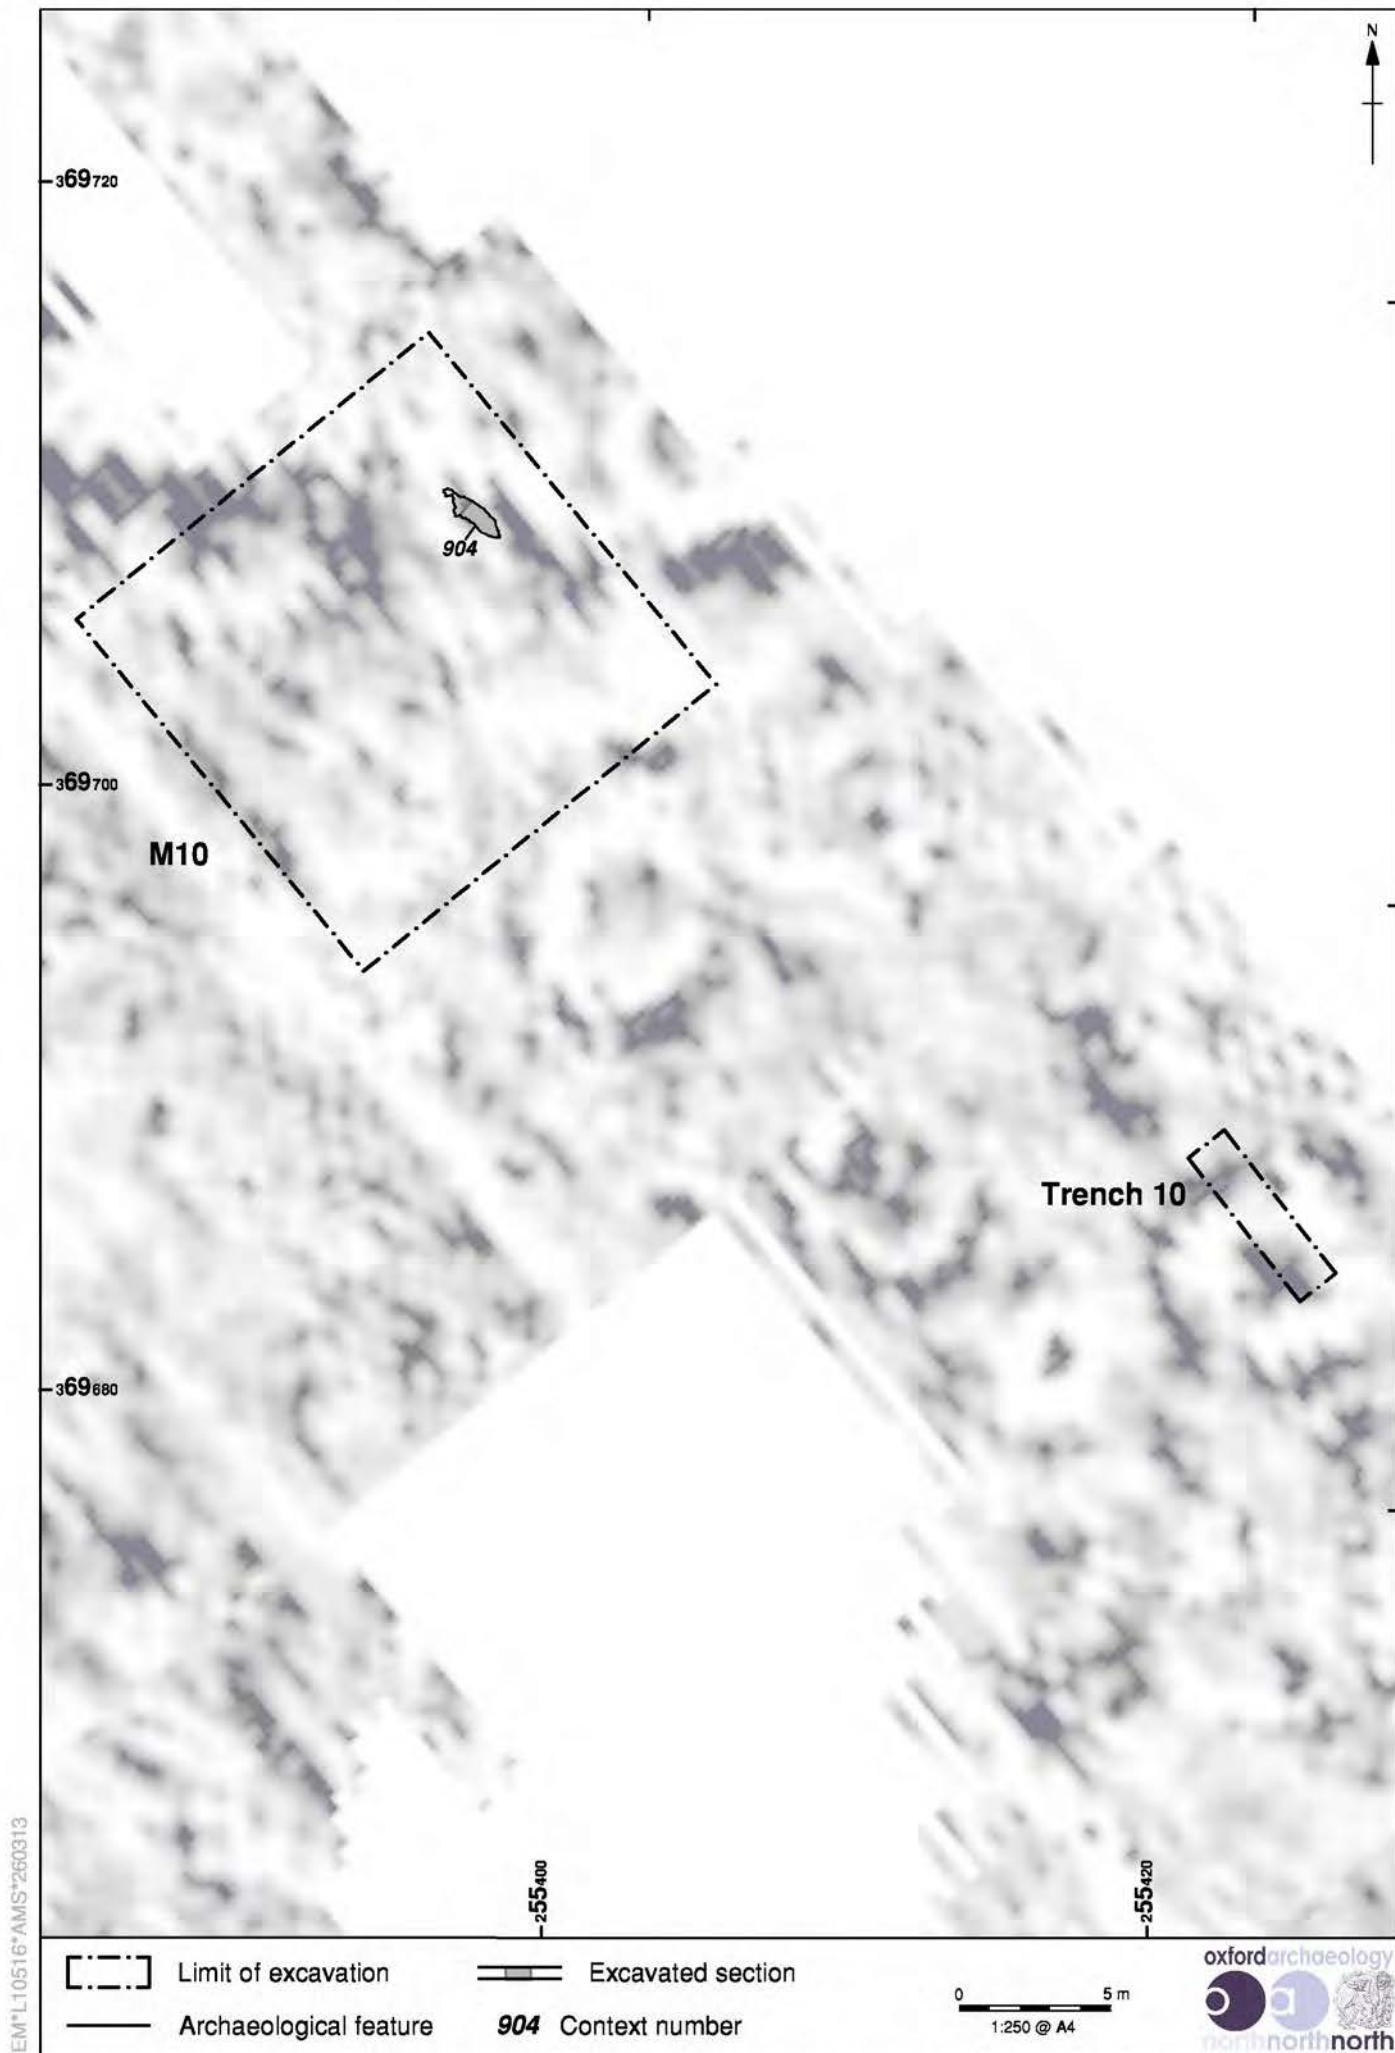 N
369720
904
369700
M10
Trench 10
369680
255400
255420
EM*L10516*AMS*260313
Limit of excavation
Excavated section
Archaeological feature
904 Context number
0 5 m
1:250 @ A4
oxfordarchaeology
o a
northnorthnorth